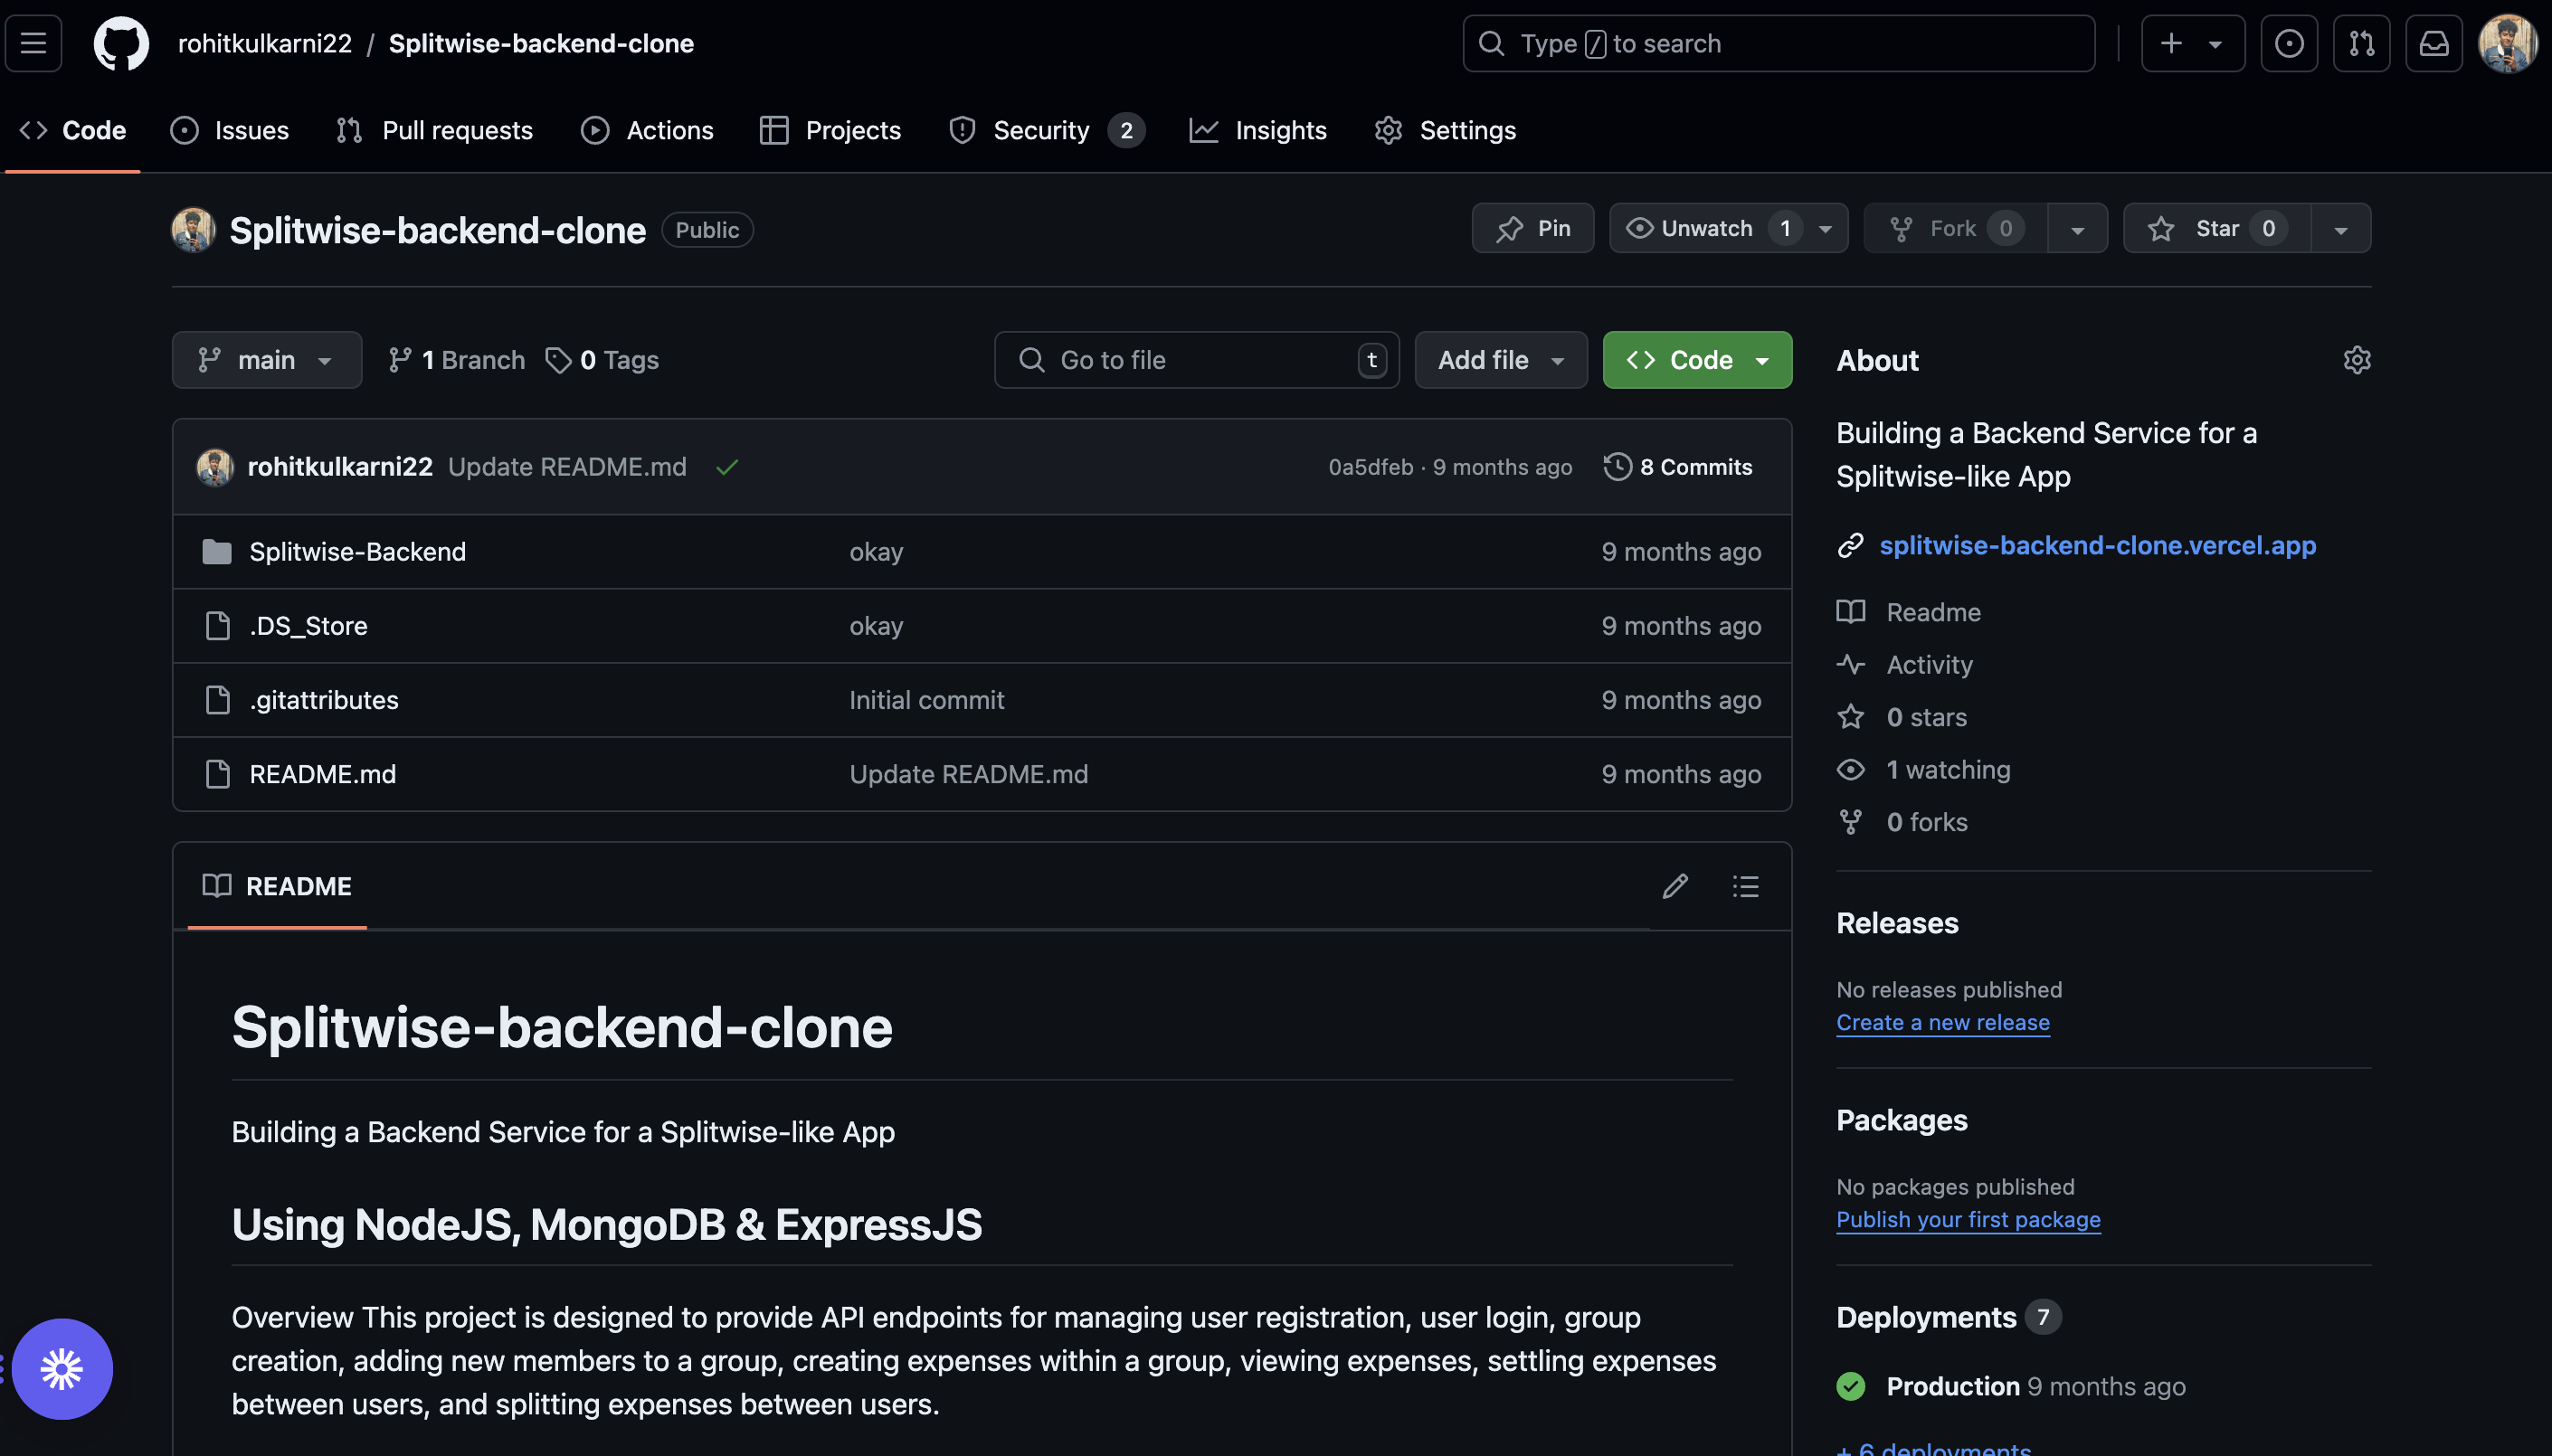 rohitkulkarni22 / Splitwise-backend-clone
Type / to search
Code Issues Pull requests Actions Projects Security 2 Insights Settings
Splitwise-backend-clone Public
Pin Unwatch 1 Fork 0 Star 0
main 1 Branch 0 Tags
Go to file t Add file Code
rohitkulkarni22 Update README.md 0a5dfeb · 9 months ago 8 Commits
Splitwise-Backend okay 9 months ago
.DS_Store okay 9 months ago
.gitattributes Initial commit 9 months ago
README.md Update README.md 9 months ago
README
Splitwise-backend-clone
Building a Backend Service for a Splitwise-like App
Using NodeJS, MongoDB & ExpressJS
Overview This project is designed to provide API endpoints for managing user registration, user login, group
creation, adding new members to a group, creating expenses within a group, viewing expenses, settling expenses
between users, and splitting expenses between users.
About
Building a Backend Service for a
Splitwise-like App
splitwise-backend-clone.vercel.app
Readme
Activity
0 stars
1 watching
0 forks
Releases
No releases published
Create a new release
Packages
No packages published
Publish your first package
Deployments 7
Production 9 months ago
+ 6 deployments